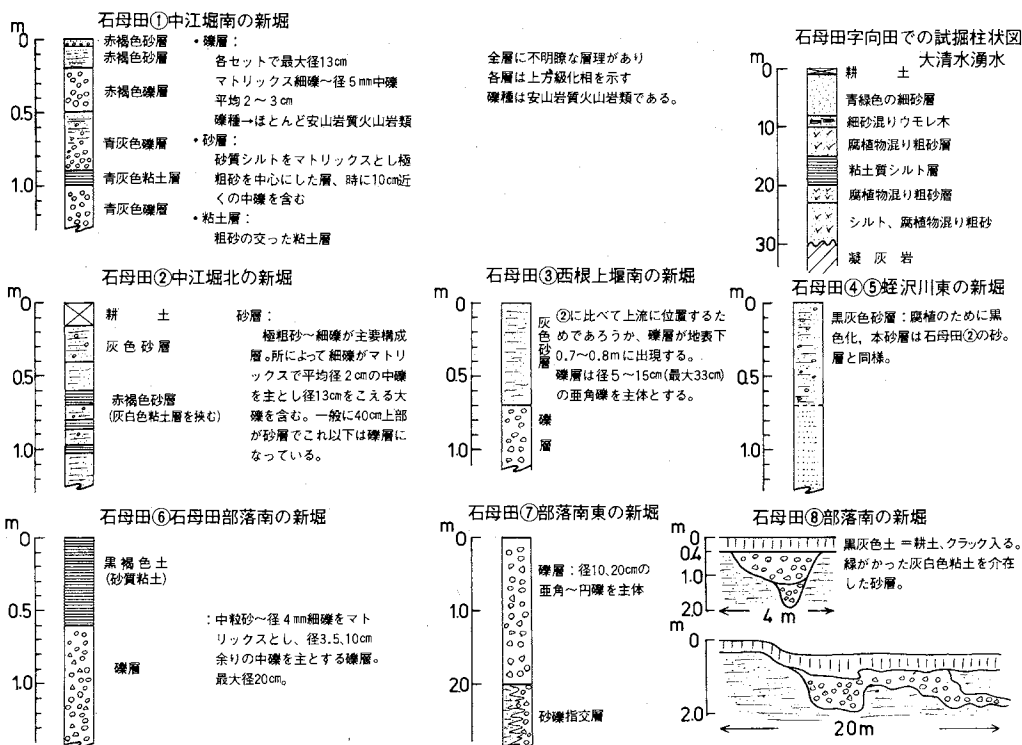 石母田①中江堀南の新堀
m
0
0.5
1.0
赤褐色砂層
赤褐色砂層
赤褐色礫層
青灰色礫層
青灰色粘土層
青灰色礫層
・礫層：
各セットで最大径13cm
マトリックス細礫〜径5mm中礫
平均2〜3cm
礫種→ほとんど安山岩質火山岩類
・砂層：
砂質シルトをマトリックスとし極
粗砂を中心にした層、時に10cm近
くの中礫を含む
・粘土層：
粗砂の交った粘土層
全層に不明瞭な層理があり
各層は上方級化相を示す
礫種は安山岩質火山岩類である。
石母田字向田での試掘柱状図
大清水湧水
m
0
10
20
30
耕土
青緑色の細砂層
細砂混りウモレ木
腐植物混り粗砂層
粘土質シルト層
腐植物混り粗砂層
シルト、腐植物混り粗砂
凝灰岩
石母田②中江堀北の新堀
m
0
0.5
1.0
耕土
灰色砂層
赤褐色砂層
(灰白色粘土層を挟む)
砂層：
極粗砂〜細礫が主要構成
層。所によって細礫がマトリ
ックスで平均径2cmの中礫
を主とし径13cmをこえる大
礫を含む。一般に40cm上部
が砂層でこれ以下は礫層に
なっている。
石母田③西根上堰南の新堀
m
0
0.5
1.0
灰色砂層
礫層
②に比べて上流に位置するた
めであろうか、礫層が地表下
0.7〜0.8mに出現する。
礫層は径5〜15cm(最大33cm)
の亜角礫を主体とする。
石母田④⑤蛭沢川東の新堀
m
0
0.5
1.0
黒灰色砂層：腐植のために黒
色化，本砂層は石母田②の砂。
層と同様。
石母田⑥石母田部落南の新堀
m
0
0.5
1.0
黒褐色土
(砂質粘土)
礫層
：中粒砂〜径4mm細礫をマト
リックスとし、径3.5.10cm
余りの中礫を主とする礫層。
最大径20cm。
石母田⑦部落南東の新堀
m
0
1.0
20
礫層：径10,20cmの
亜角〜円礫を主体
砂礫指交層
石母田⑧部落南の新堀
m
0
0.4
1.0
2.0
4m
黒灰色土＝耕土、クラック入る。
緑がかった灰白色粘土を介在
した砂層。
m
0
2.0
20m